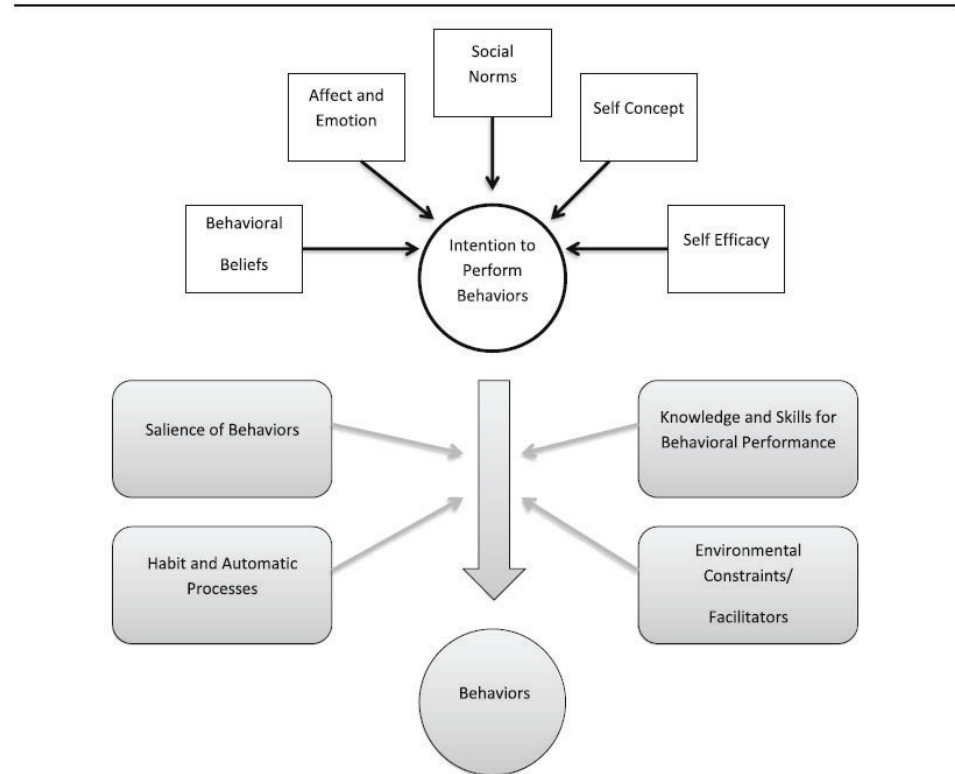 Social
Norms
Affect and
Emotion
Self Concept
Behavioral
Beliefs
Intention to
Perform
Behaviors
Self Efficacy
Salience of Behaviors
Knowledge and Skills for
Behavioral Performance
Habit and Automatic
Processes
Environmental
Constraints/
Facilitators
Behaviors